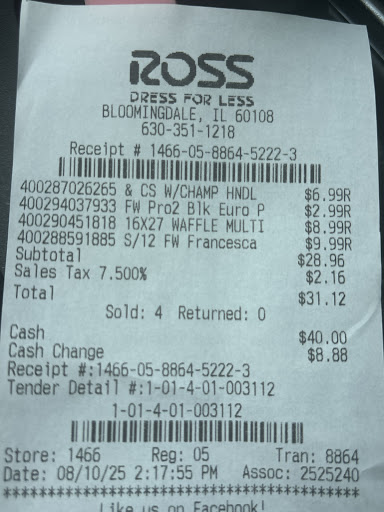 ROSS
DRESS FOR LESS
BLOOMINGDALE, IL 60108
630-351-1218
Receipt # 1466-05-8864-5222-3
400287026265 & CS W/CHAMP HNDL $6.99R
400294037933 FW Pro2 Blk Euro P $2.99R
400290451818 16X27 WAFFLE MULTI $8.99R
400288591885 S/12 FW Francesca $9.99R
Subtotal $28.96
Sales Tax 7.500% $2.16
Total $31.12
Sold: 4 Returned: 0
Cash $40.00
Cash Change $8.88
Receipt #:1466-05-8864-5222-3
Tender Detail #:1-01-4-01-003112
1-01-4-01-003112
Store: 1466 Reg: 05 Tran: 8864
Date: 08/10/25 2:17:55 PM Assoc: 2525240
****************************************
Like us on Facebook!